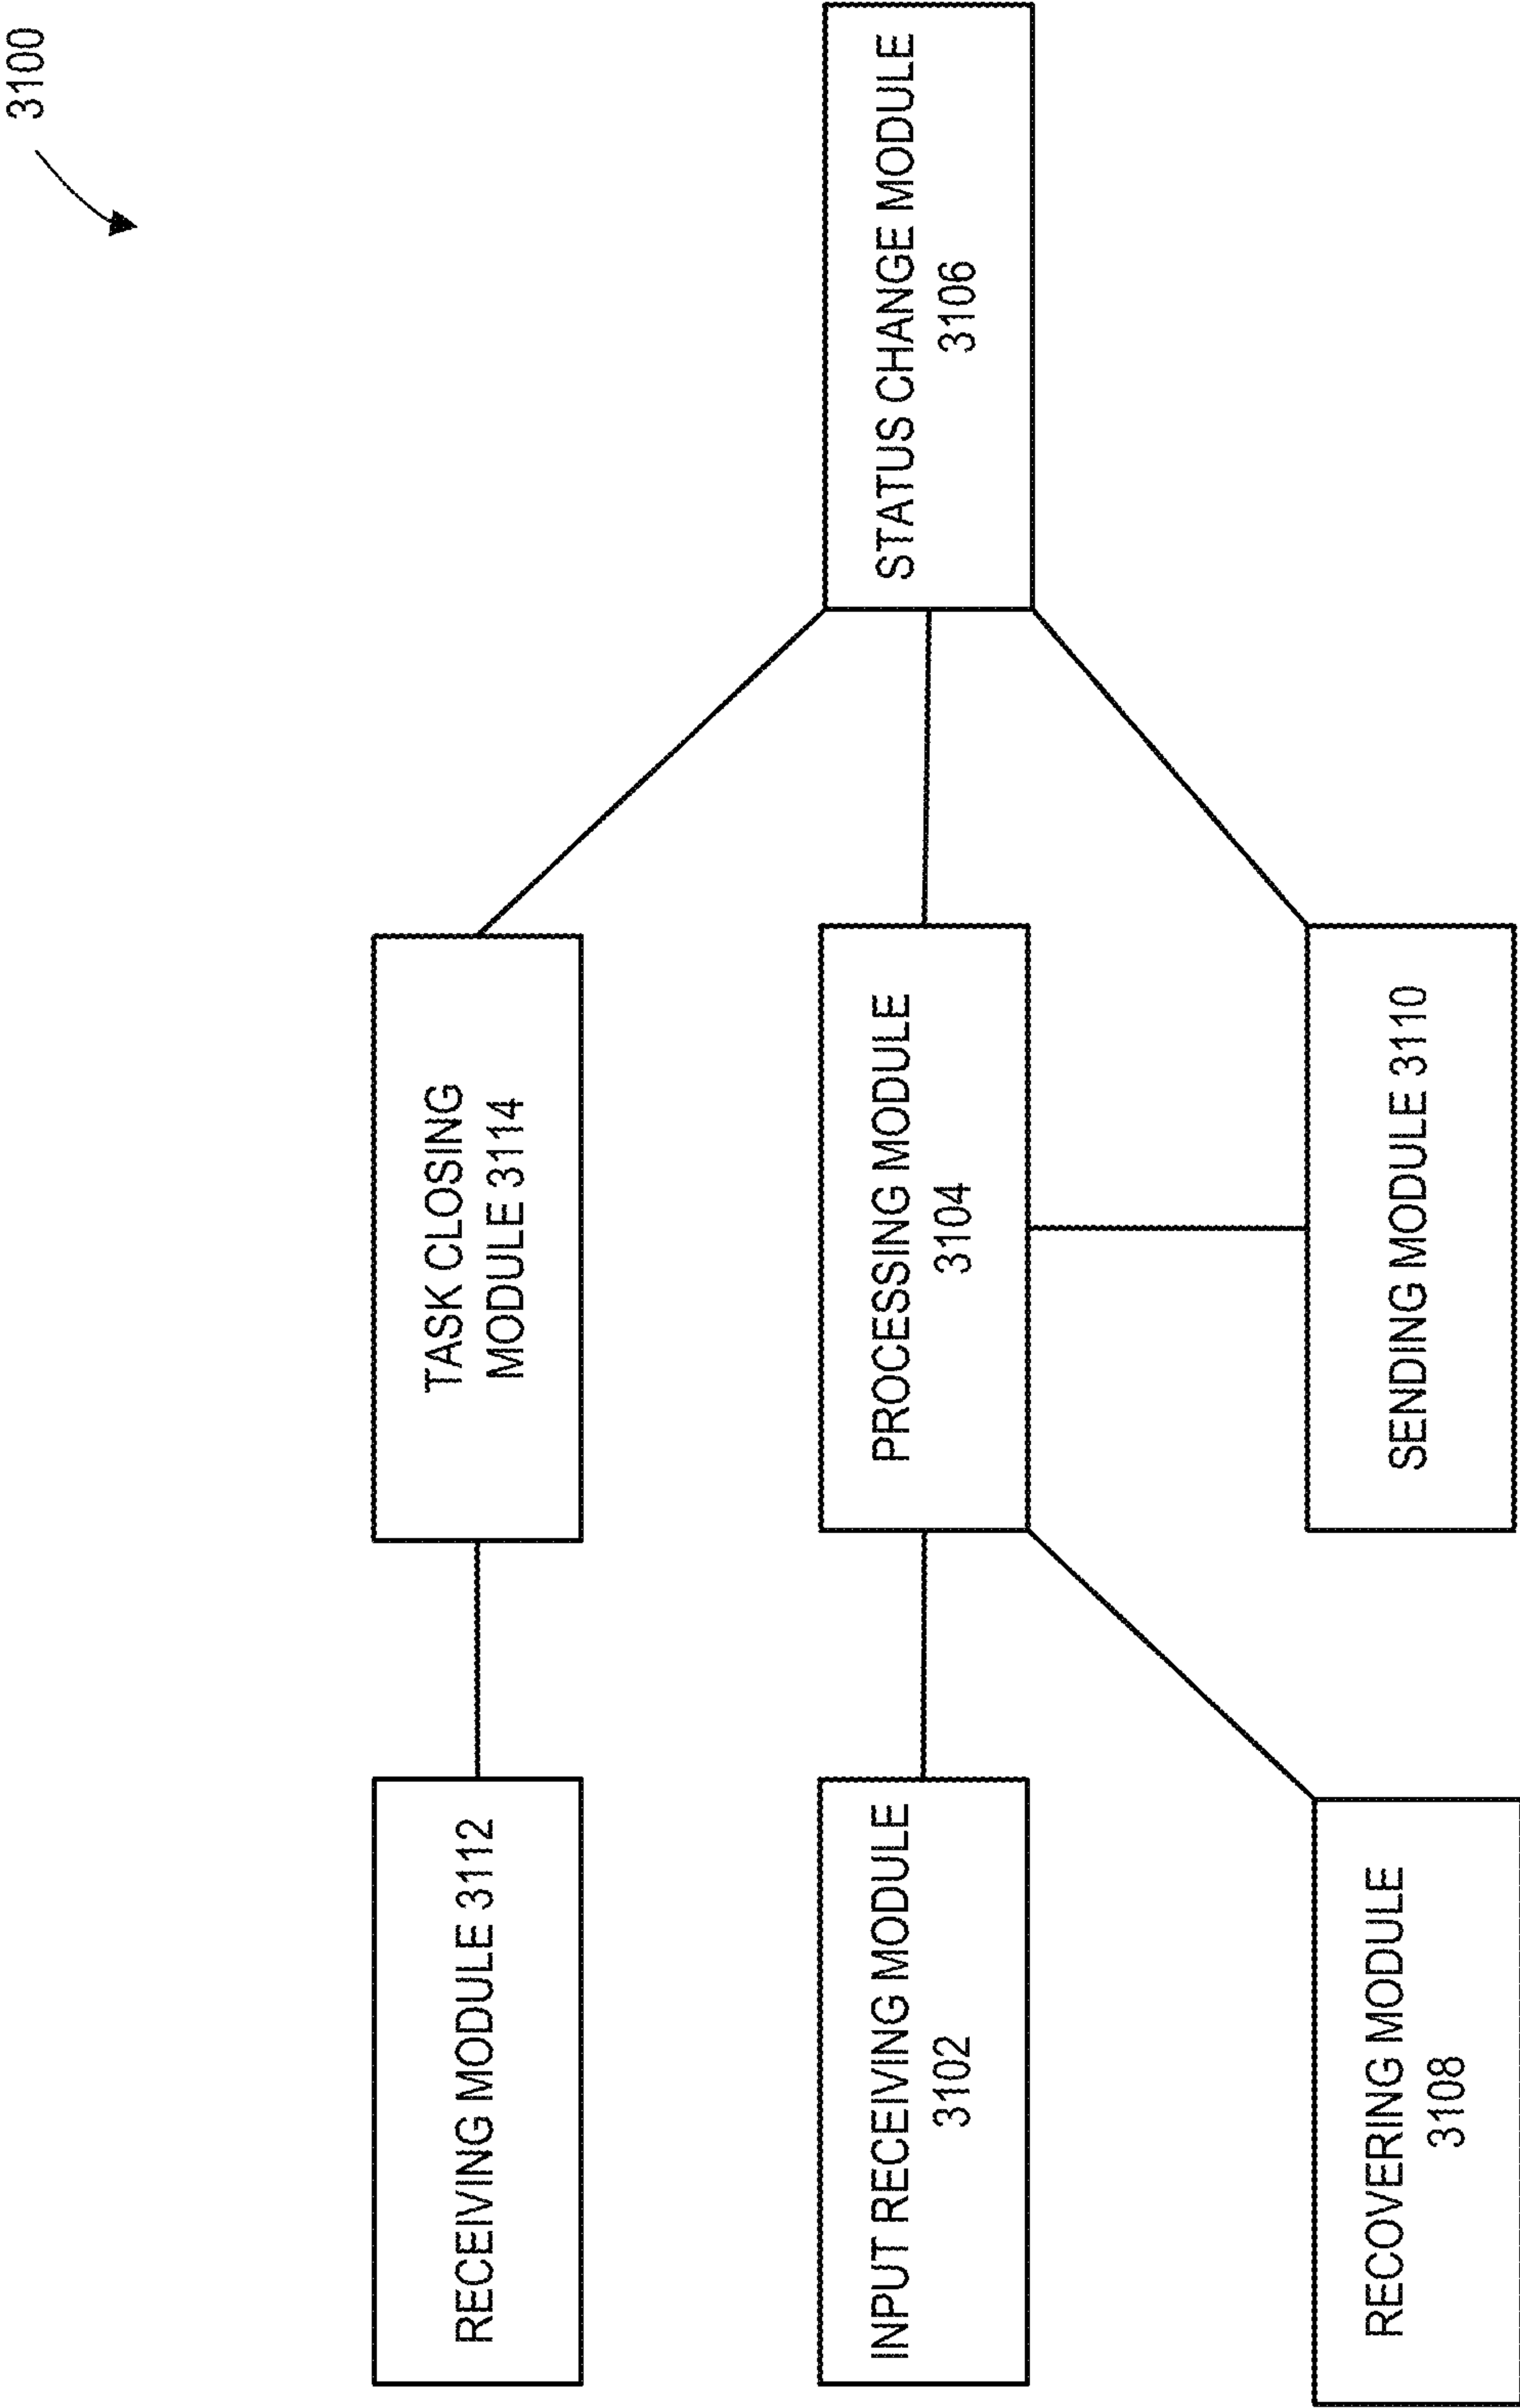 3100
RECEIVING MODULE 3112
TASK CLOSING
MODULE 3114
INPUT RECEIVING MODULE
3102
PROCESSING MODULE
3104
STATUS CHANGE MODULE
3106
RECOVERING MODULE
3108
SENDING MODULE 3110